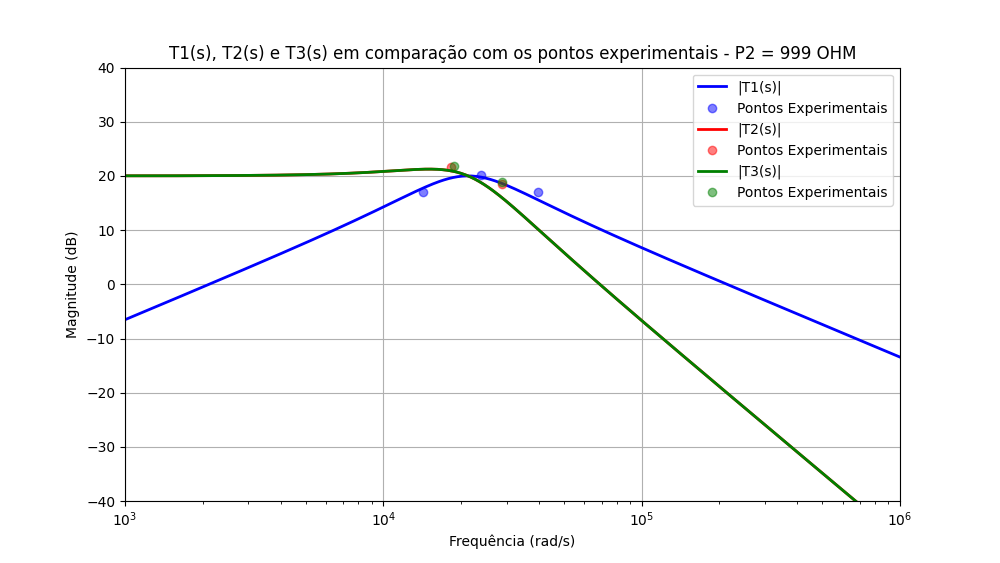 T1(s), T2(s) e T3(s) em comparação com os pontos experimentais - P2 = 999 OHM
40
30
20
10
0
−10
−20
−30
−40
Magnitude (dB)
|T1(s)|
Pontos Experimentais
|T2(s)|
Pontos Experimentais
|T3(s)|
Pontos Experimentais
10³ 10⁴ 10⁵ 10⁶
Frequência (rad/s)